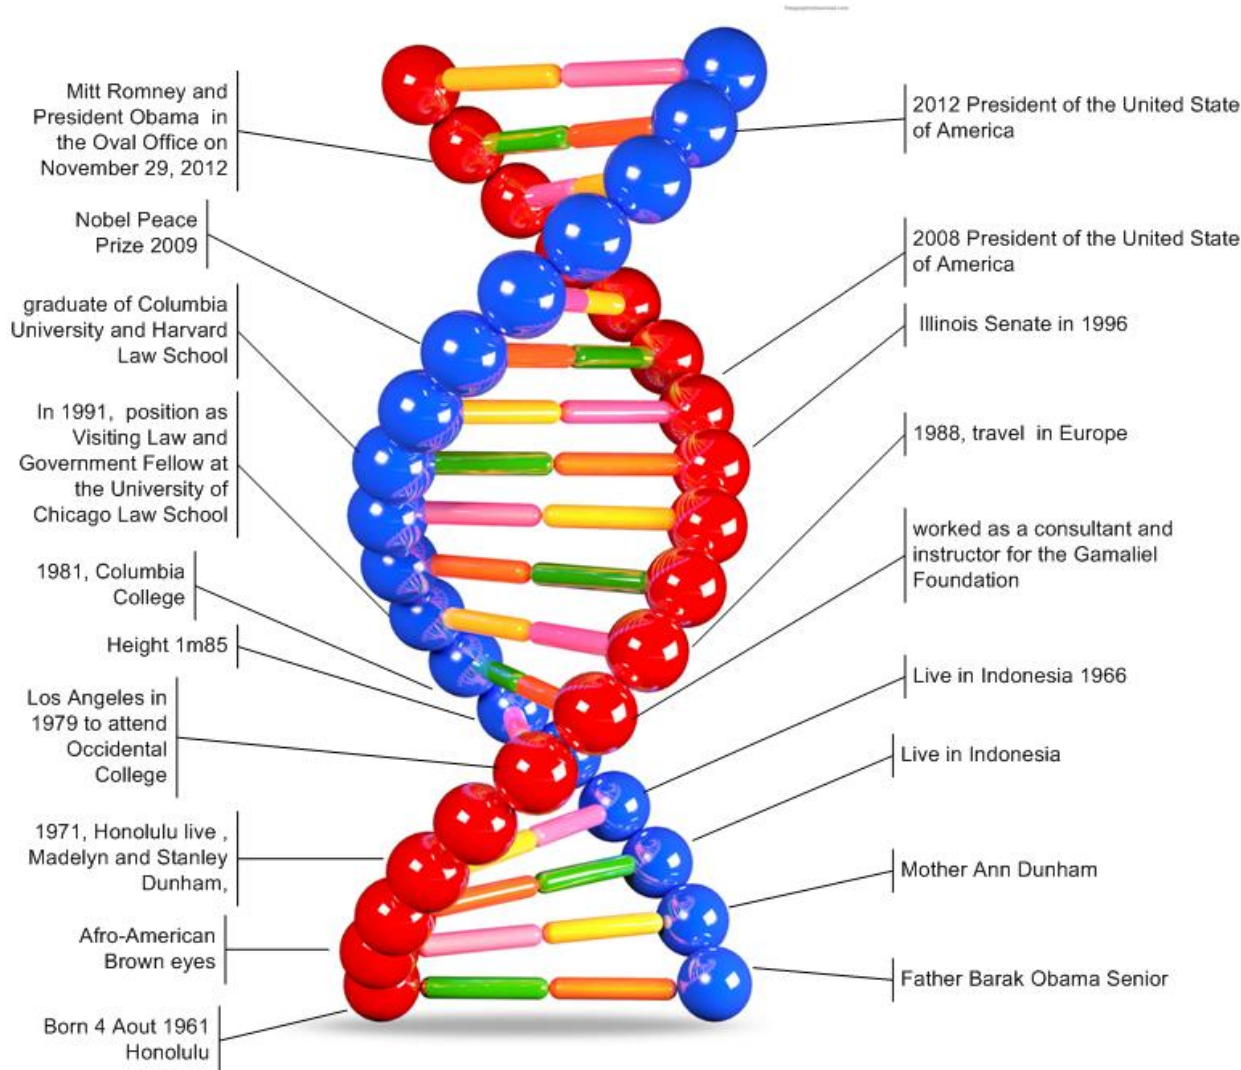 Mitt Romney and
President Obama in
the Oval Office on
November 29, 2012
Nobel Peace
Prize 2009
graduate of Columbia
University and Harvard
Law School
In 1991, position as
Visiting Law and
Government Fellow at
the University of
Chicago Law School
1981, Columbia
College
Height 1m85
Los Angeles in
1979 to attend
Occidental
College
1971, Honolulu live ,
Madelyn and Stanley
Dunham,
Afro-American
Brown eyes
Born 4 Aout 1961
Honolulu
2012 President of the United State
of America
2008 President of the United State
of America
Illinois Senate in 1996
1988, travel in Europe
worked as a consultant and
instructor for the Gamaliel
Foundation
Live in Indonesia 1966
Live in Indonesia
Mother Ann Dunham
Father Barak Obama Senior